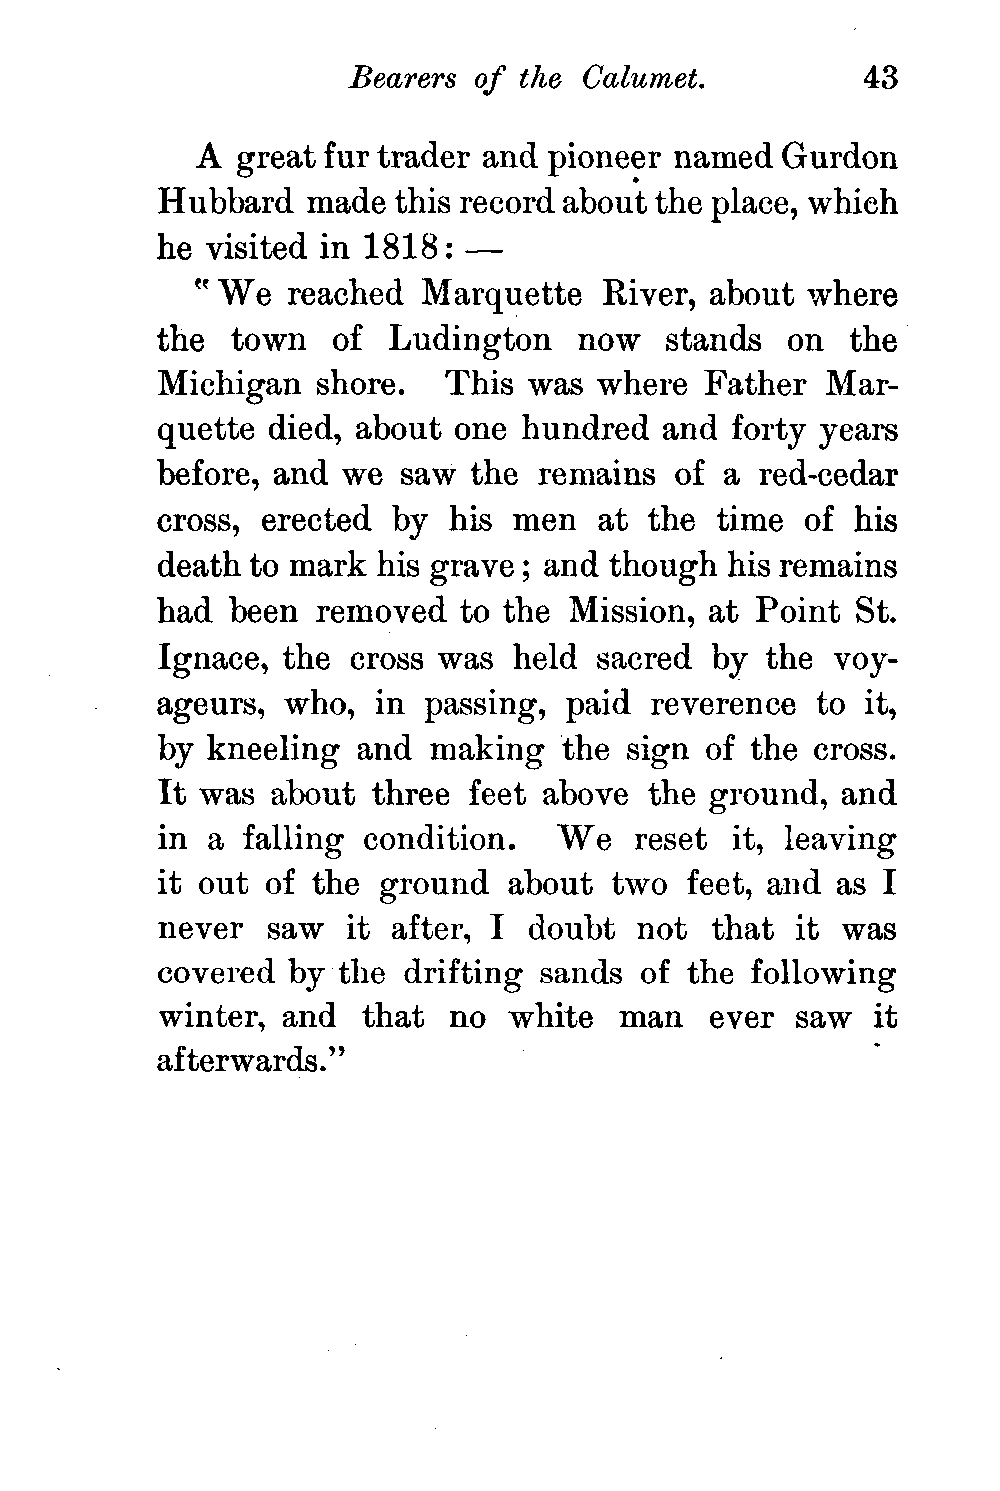 Bearers of the Calumet. 43
A great fur trader and pioneer named Gurdon
Hubbard made this record about the place, which
he visited in 1818: —
"We reached Marquette River, about where
the town of Ludington now stands on the
Michigan shore. This was where Father Mar-
quette died, about one hundred and forty years
before, and we saw the remains of a red-cedar
cross, erected by his men at the time of his
death to mark his grave; and though his remains
had been removed to the Mission, at Point St.
Ignace, the cross was held sacred by the voy-
ageurs, who, in passing, paid reverence to it,
by kneeling and making the sign of the cross.
It was about three feet above the ground, and
in a falling condition. We reset it, leaving
it out of the ground about two feet, and as I
never saw it after, I doubt not that it was
covered by the drifting sands of the following
winter, and that no white man ever saw it
afterwards."